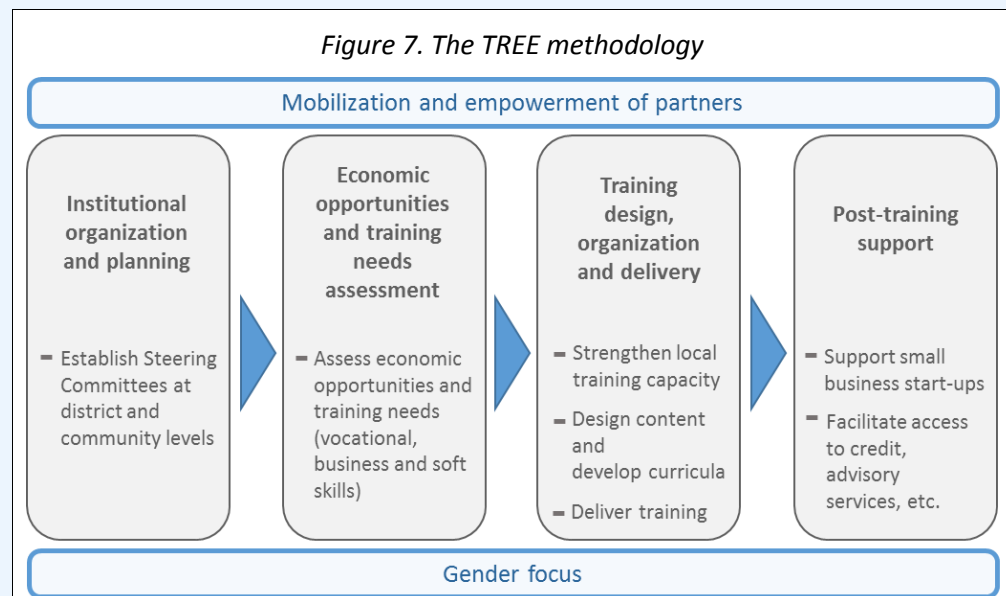 Figure 7. The TREE methodology
Mobilization and empowerment of partners
Institutional
organization
and planning
- Establish Steering
Committees at
district and
community levels
Economic
opportunities
and training
needs
assessment
- Assess economic
opportunities and
training needs
(vocational,
business and soft
skills)
Training
design,
organization
and delivery
- Strengthen local
training capacity
- Design content
and
develop curricula
- Deliver training
Post-training
support
- Support small
business start-ups
- Facilitate access
to credit,
advisory
services, etc.
Gender focus